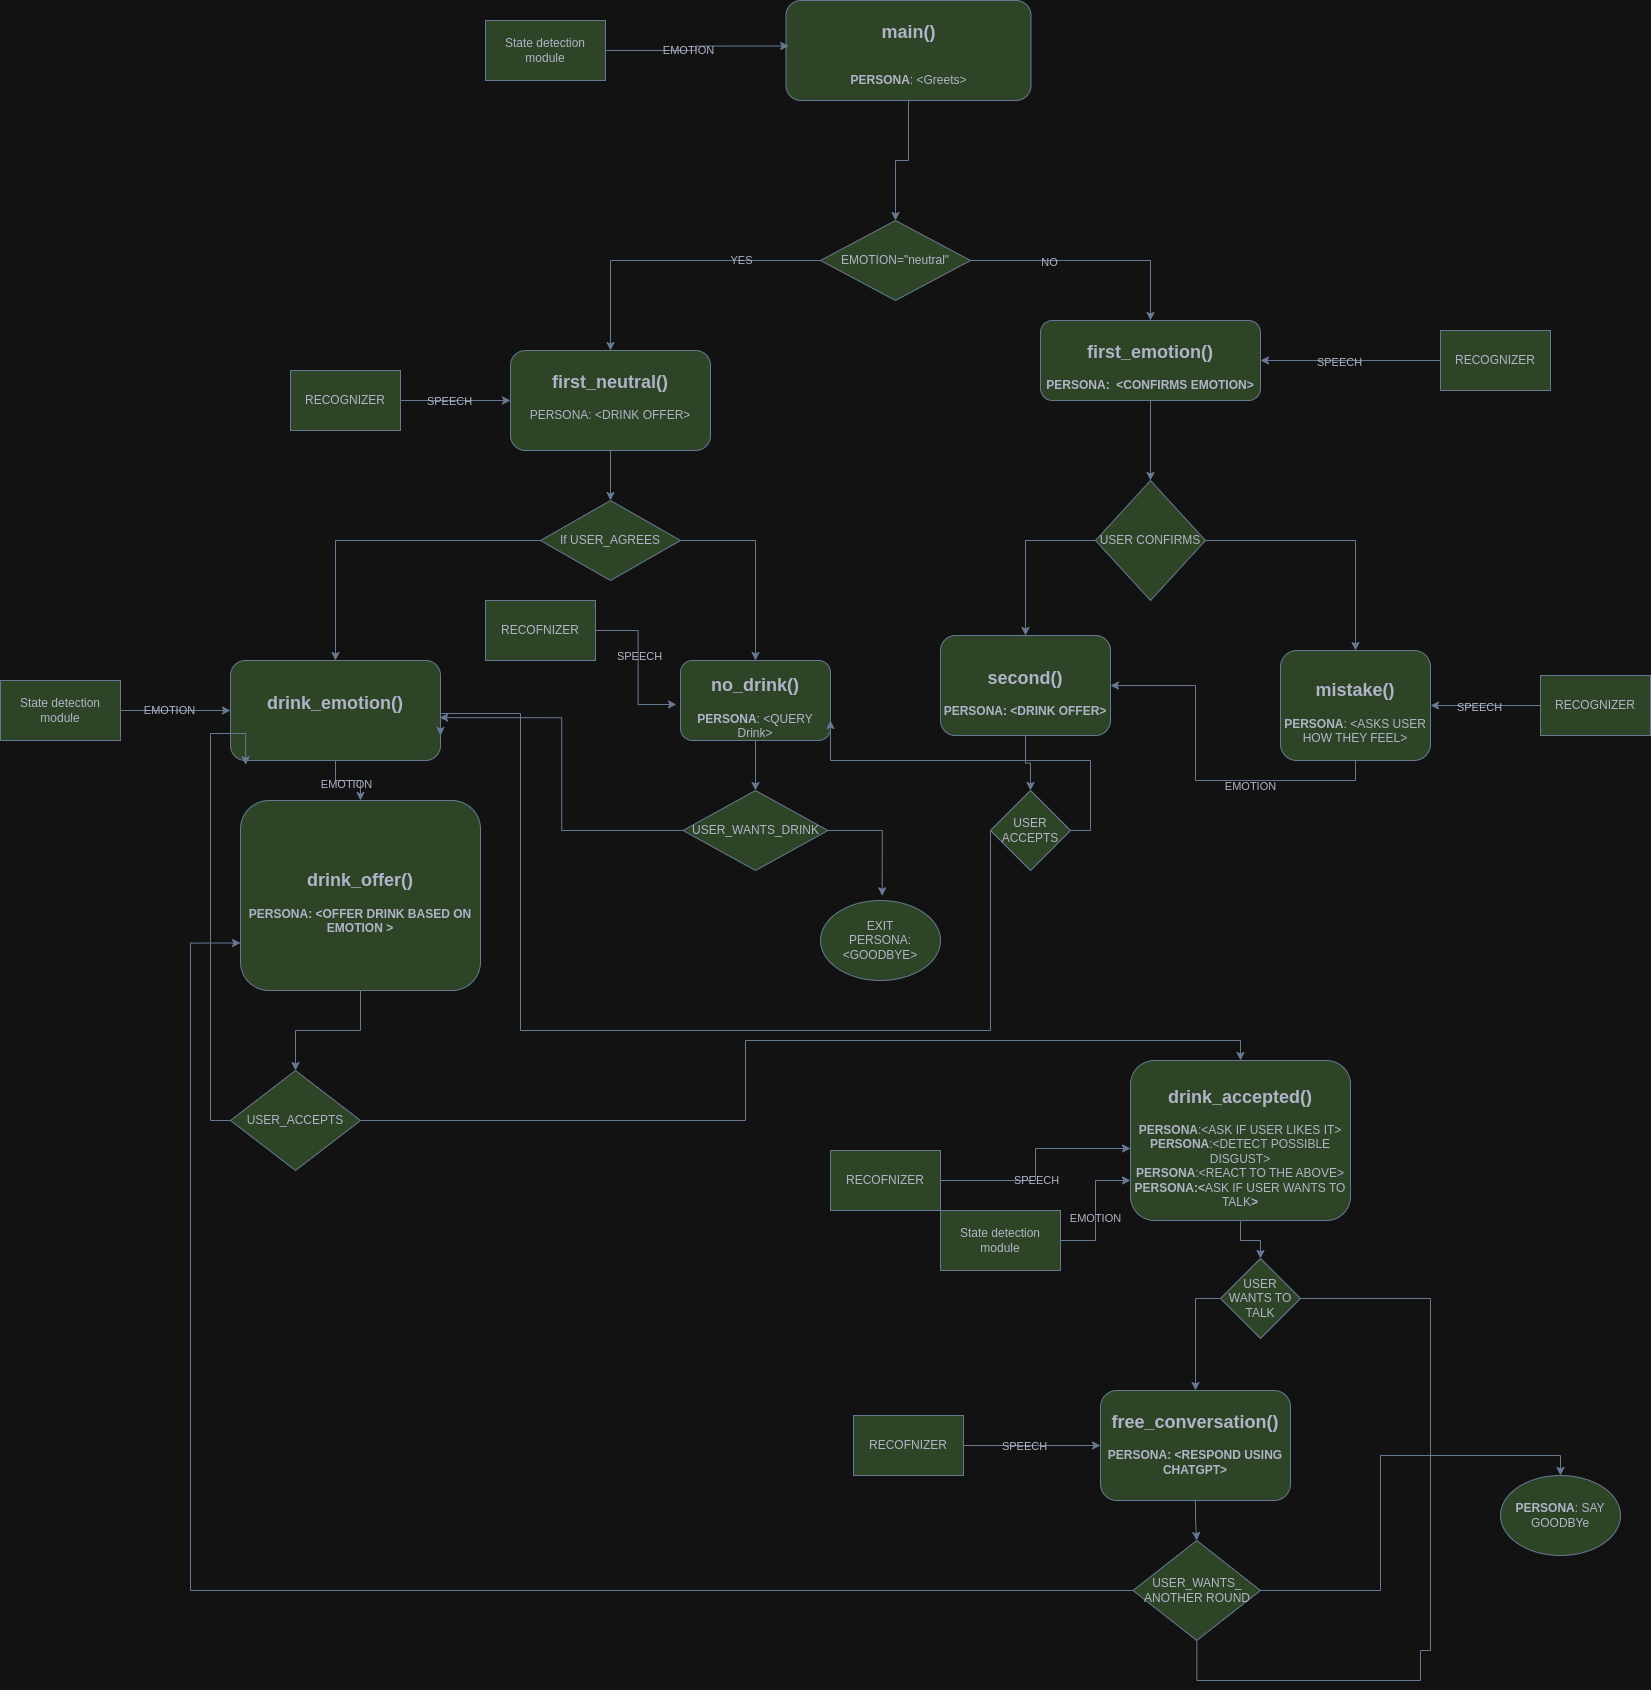 State detection
module
EMOTION
main()
PERSONA: <Greets>
EMOTION="neutral"
YES
NO
first_neutral()
PERSONA: <DRINK OFFER>
RECOGNIZER
SPEECH
first_emotion()
PERSONA:  <CONFIRMS EMOTION>
SPEECH
RECOGNIZER
If USER_AGREES
USER CONFIRMS
RECOFNIZER
SPEECH
State detection
module
EMOTION
drink_emotion()
no_drink()
PERSONA: <QUERY
Drink>
second()
PERSONA: <DRINK OFFER>
mistake()
PERSONA: <ASKS USER
HOW THEY FEEL>
SPEECH
RECOGNIZER
EMOTION
EMOTION
USER_WANTS_DRINK
USER
ACCEPTS
drink_offer()
PERSONA: <OFFER DRINK BASED ON
EMOTION >
EXIT
PERSONA:
<GOODBYE>
USER_ACCEPTS
drink_accepted()
PERSONA:<ASK IF USER LIKES IT>
PERSONA:<DETECT POSSIBLE
DISGUST>
PERSONA:<REACT TO THE ABOVE>
PERSONA:<ASK IF USER WANTS TO
TALK>
RECOFNIZER
SPEECH
State detection
module
EMOTION
USER
WANTS TO
TALK
free_conversation()
PERSONA: <RESPOND USING
CHATGPT>
RECOFNIZER
SPEECH
PERSONA: SAY
GOODBYe
USER_WANTS_
ANOTHER ROUND